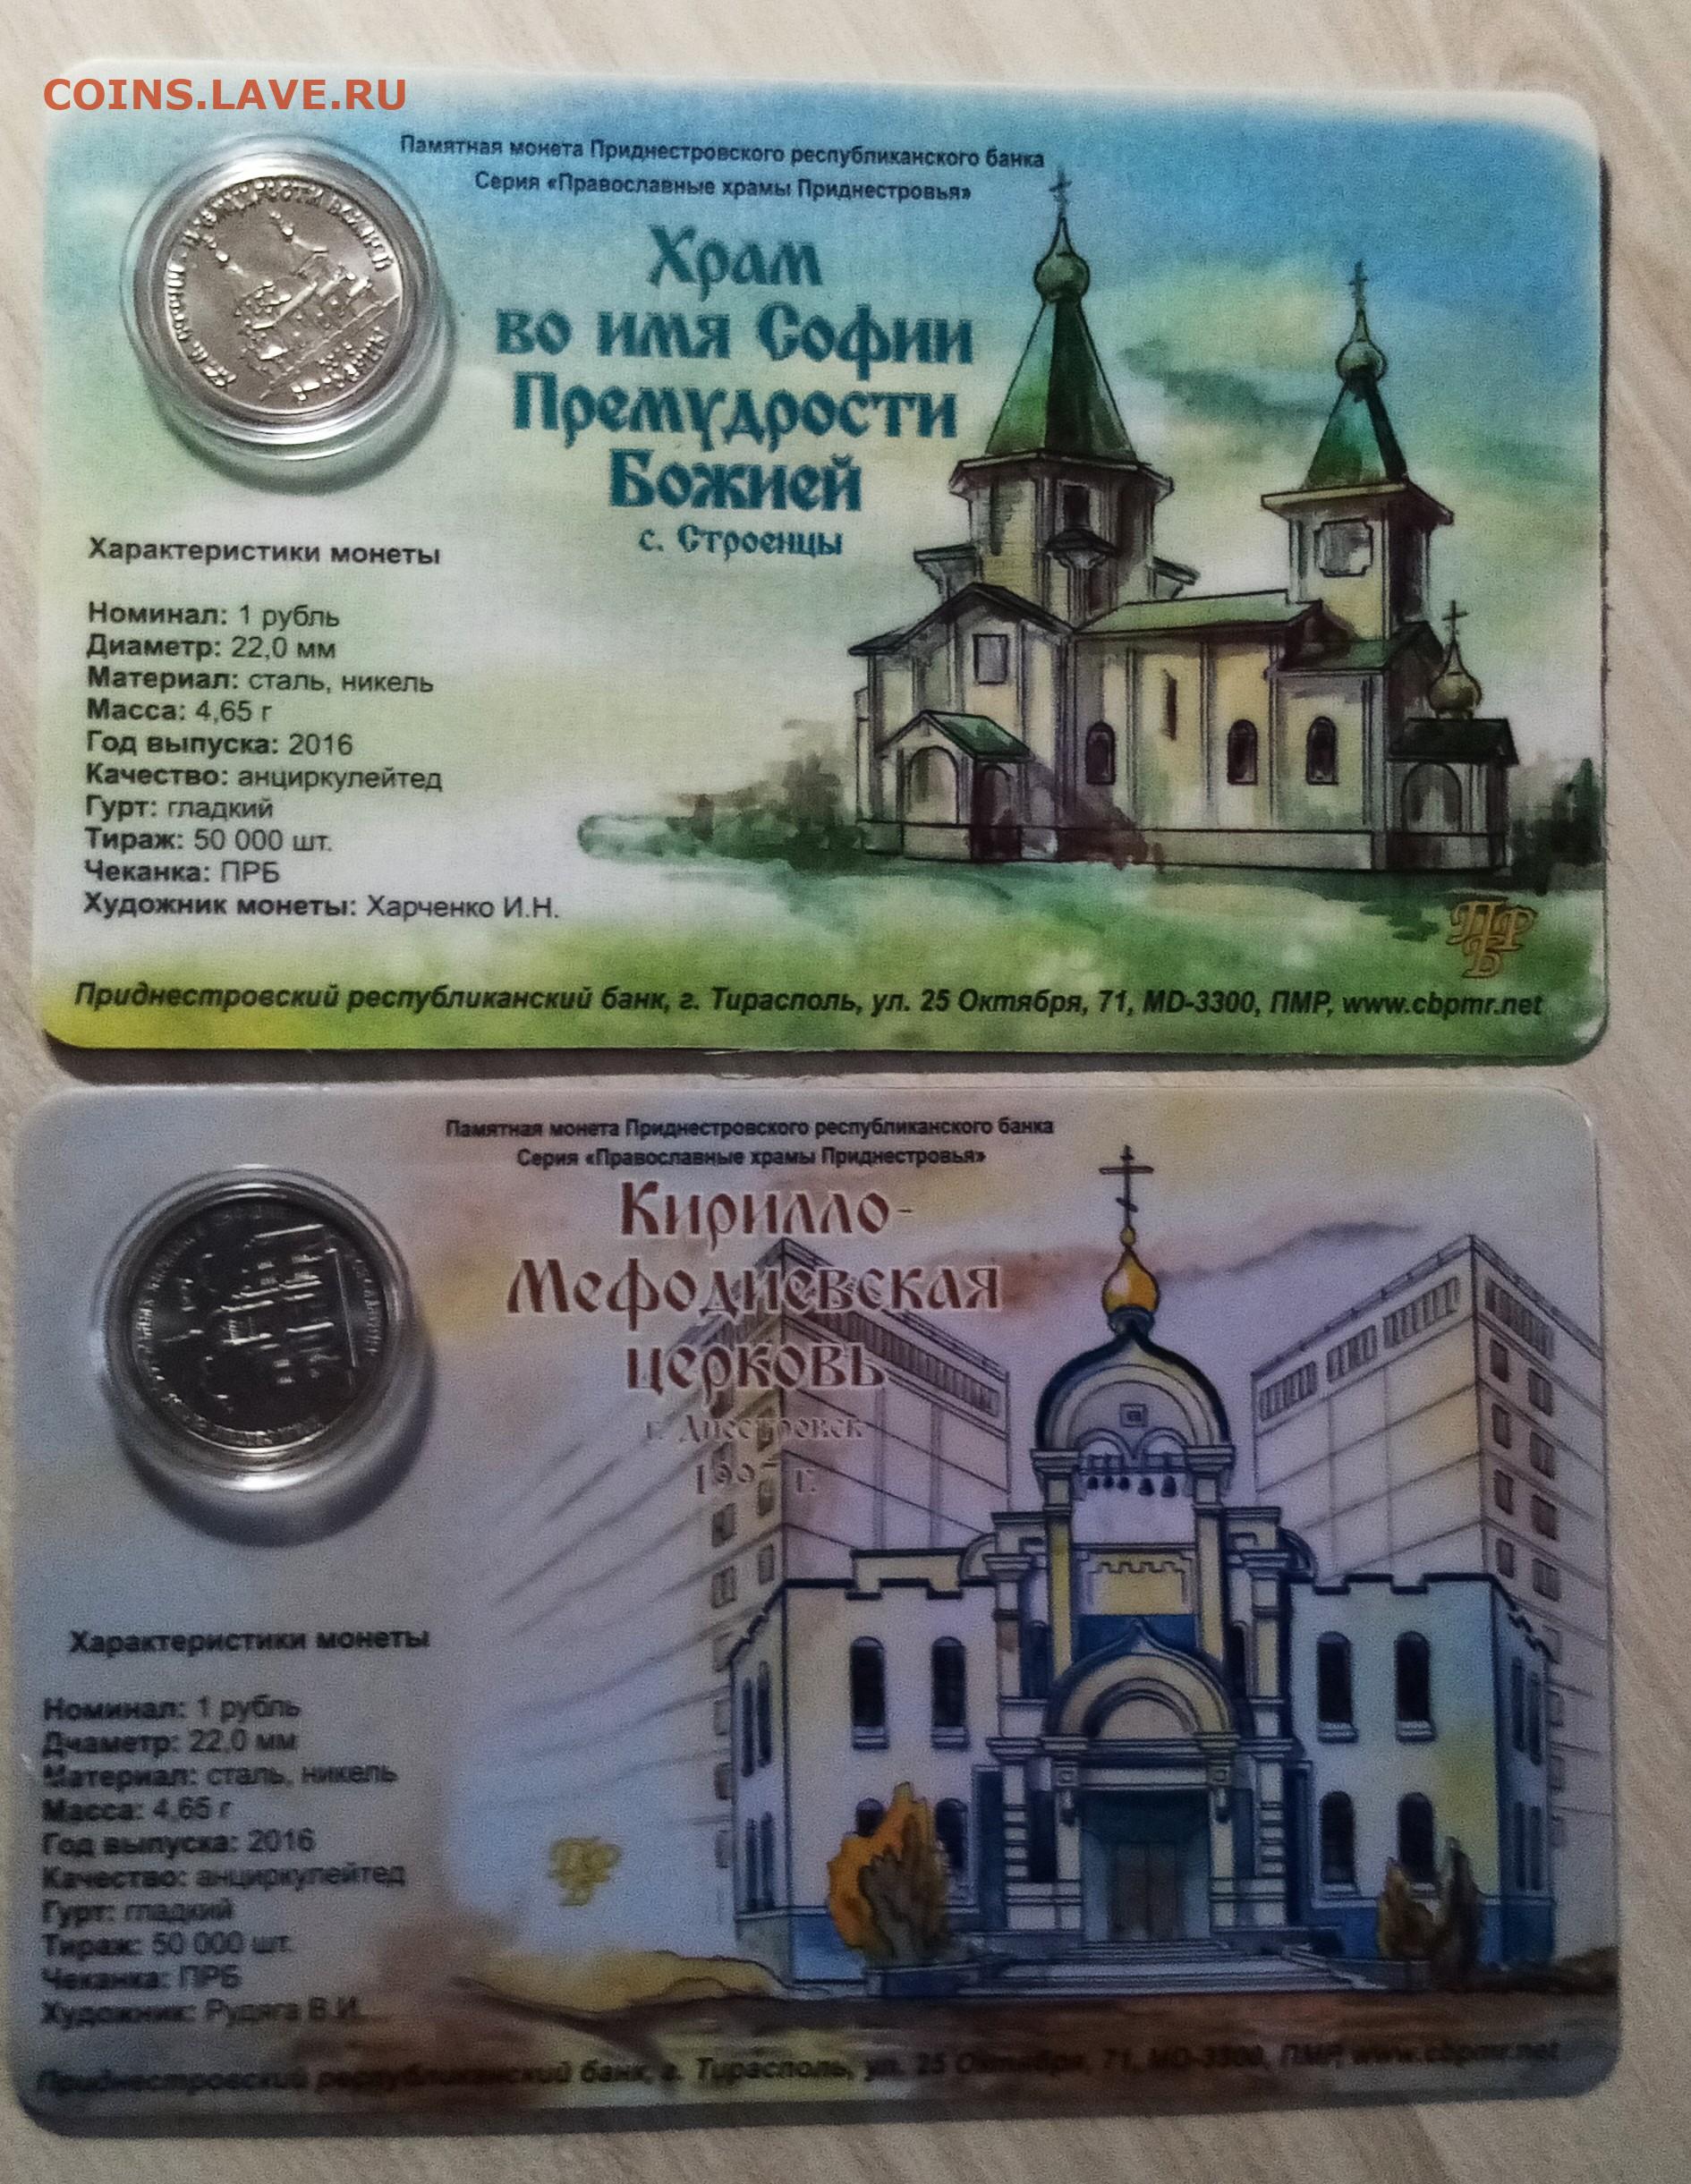 COINS.LAVE.RU
Памятная монета Приднестровского республиканского банка
Серия «Православные храмы Приднестровья»
Храм
во имя Софии
Премудрости
Божией
с. Строенцы
Характеристики монеты
Номинал: 1 рубль
Диаметр: 22,0 мм
Материал: сталь, никель
Масса: 4,65 г
Год выпуска: 2016
Качество: анциркулейтед
Гурт: гладкий
Тираж: 50 000 шт.
Чеканка: ПРБ
Художник монеты: Харченко И.Н.
ПРБ
Приднестровский республиканский банк, г. Тирасполь, ул. 25 Октября, 71, MD-3300, ПМР, www.cbpmr.net
Памятная монета Приднестровского республиканского банка
Серия «Православные храмы Приднестровья»
Кирилло-
Мефодиевская
церковь
г. Днестровск
Характеристики монеты
Номинал: 1 рубль
Диаметр: 22,0 мм
Материал: сталь, никель
Масса: 4,65 г
Год выпуска: 2016
Качество: анциркулейтед
Гурт: гладкий
Тираж: 50 000 шт.
Чеканка: ПРБ
Художник: Рудяга В.И.
ПРБ
Приднестровский республиканский банк, г. Тирасполь, ул. 25 Октября, 71, MD-3300, ПМР, www.cbpmr.net